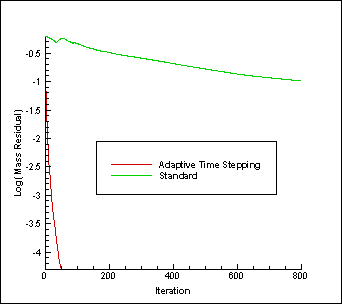 -0.5
-1
-1.5
-2
-2.5
-3
-3.5
-4
Log(Mass Residual)
Adaptive Time Stepping
Standard
0 200 400 600 800
Iteration